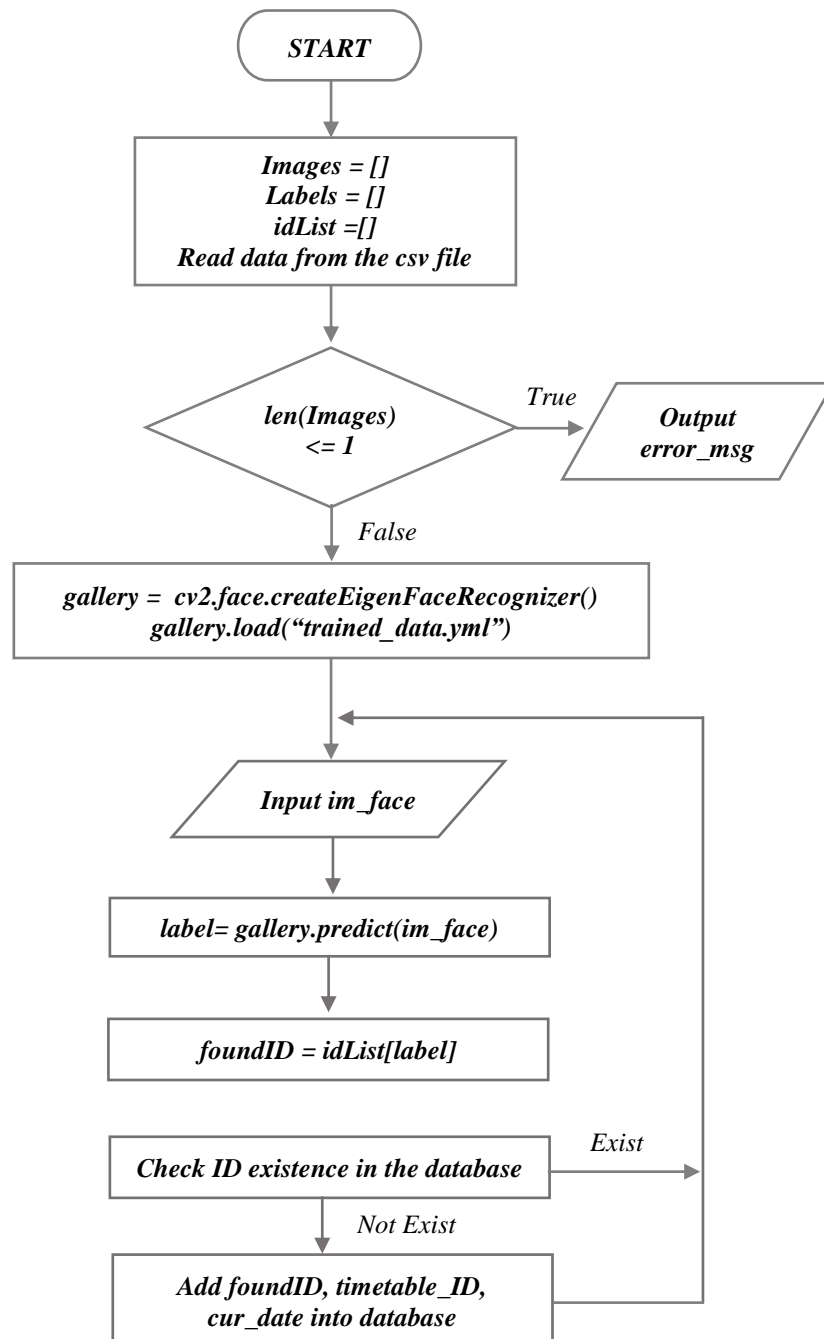 START
Images = []
Labels = []
idList =[]
Read data from the csv file
len(Images)
<= 1
True
Output
error_msg
False
gallery =  cv2.face.createEigenFaceRecognizer()
gallery.load(“trained_data.yml”)
Input im_face
label= gallery.predict(im_face)
foundID = idList[label]
Check ID existence in the database
Exist
Not Exist
Add foundID, timetable_ID,
cur_date into database